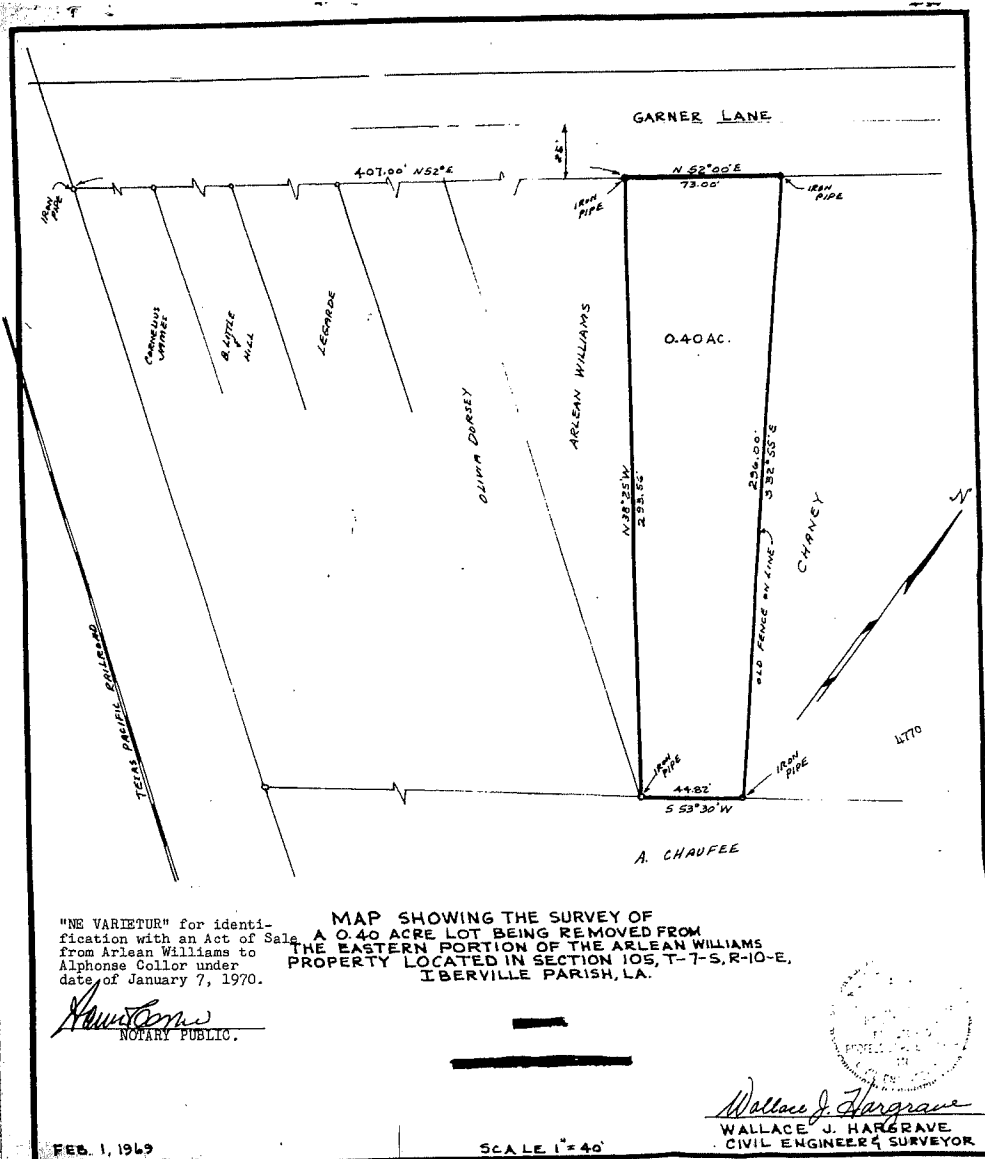 GARNER LANE
25'
407.00' N52°E
N 52°00'E
73.00'
IRON
PIPE
IRON
PIPE
IRON
PIPE
CORNELIUS
JAMES
B. LITTLE
&
HILL
LEGARDE
OLIVIA DORSEY
ARLEAN WILLIAMS
0.40 AC.
N 38°25'W
293.56'
296.00'
S 32°55'E
OLD FENCE ON LINE
CHANEY
N
TEXAS PACIFIC RAILROAD
4770
IRON
PIPE
IRON
PIPE
44.82'
S 53°30'W
A. CHAUFEE
"NE VARIETUR" for identi-
fication with an Act of Sale
from Arlean Williams to
Alphonse Collor under
date of January 7, 1970.
NOTARY PUBLIC.
MAP SHOWING THE SURVEY OF
A 0.40 ACRE LOT BEING REMOVED FROM
THE EASTERN PORTION OF THE ARLEAN WILLIAMS
PROPERTY LOCATED IN SECTION 105, T-7-S, R-10-E,
IBERVILLE PARISH, LA.
Wallace J. Hargrave
WALLACE J. HARGRAVE
CIVIL ENGINEER & SURVEYOR
FEB. 1, 1969
SCALE 1"=40'